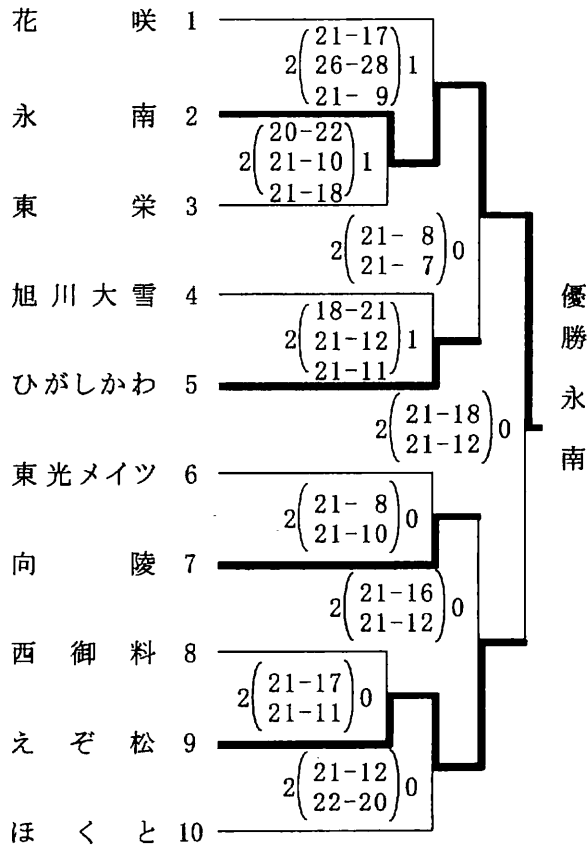 花咲 1
2(21-17 26-28 21- 9)1
永南 2
2(20-22 21-10 21-18)1
東栄 3
2(21- 8 21- 7)0
旭川大雪 4
2(18-21 21-12 21-11)1
ひがしかわ 5
2(21-18 21-12)0
優勝 永南
東光メイツ 6
2(21- 8 21-10)0
向陵 7
2(21-16 21-12)0
西御料 8
2(21-17 21-11)0
えぞ松 9
2(21-12 22-20)0
ほくと 10